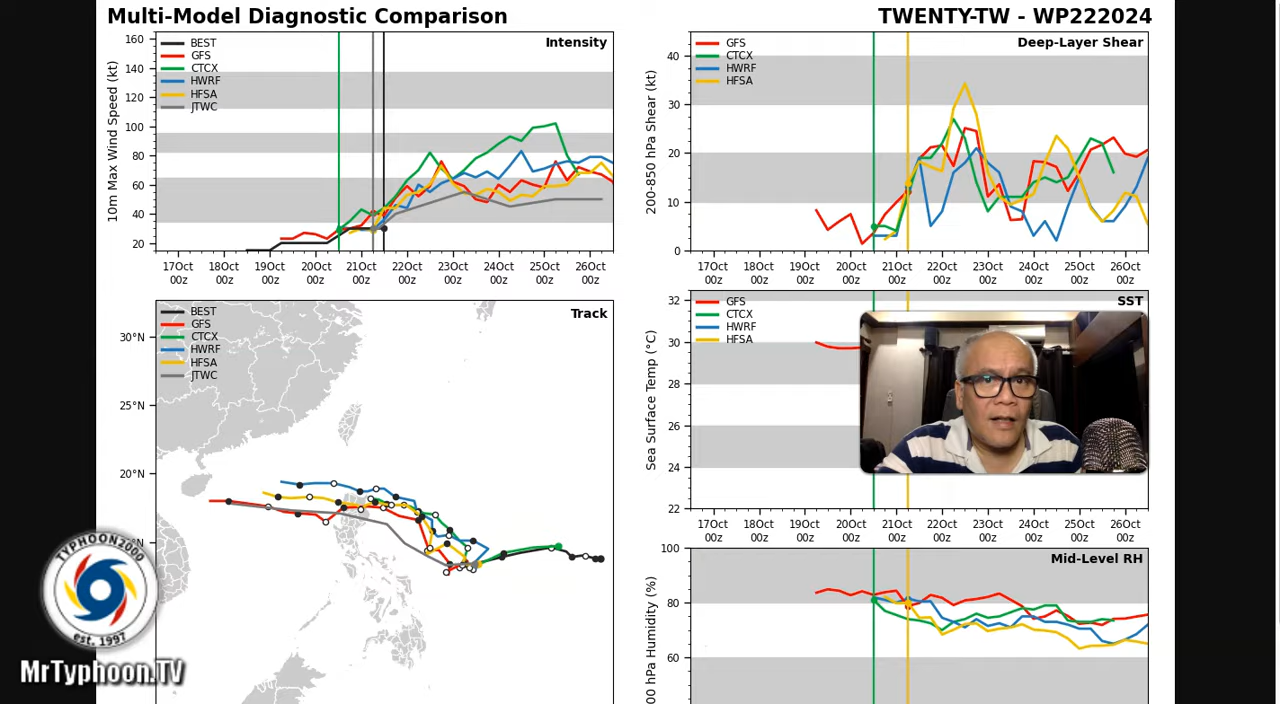 Multi-Model Diagnostic Comparison
TWENTY-TW - WP222024
Intensity
BEST
GFS
CTCX
HWRF
HFSA
JTWC
10m Max Wind Speed (kt)
160
140
120
100
80
60
40
20
17Oct 18Oct 19Oct 20Oct 21Oct 22Oct 23Oct 24Oct 25Oct 26Oct
00z 00z 00z 00z 00z 00z 00z 00z 00z 00z
Deep-Layer Shear
GFS
CTCX
HWRF
HFSA
200-850 hPa Shear (kt)
40
30
20
10
0
17Oct 18Oct 19Oct 20Oct 21Oct 22Oct 23Oct 24Oct 25Oct 26Oct
00z 00z 00z 00z 00z 00z 00z 00z 00z 00z
Track
BEST
GFS
CTCX
HWRF
HFSA
JTWC
30°N
25°N
20°N
°N
SST
GFS
CTCX
HWRF
HFSA
Sea Surface Temp (°C)
32
30
28
26
24
22
17Oct 18Oct 19Oct 20Oct 21Oct 22Oct 23Oct 24Oct 25Oct 26Oct
00z 00z 00z 00z 00z 00z 00z 00z 00z 00z
Mid-Level RH
00 hPa Humidity (%)
100
80
60
TYPHOON2000
est. 1997
MrTyphoon.TV